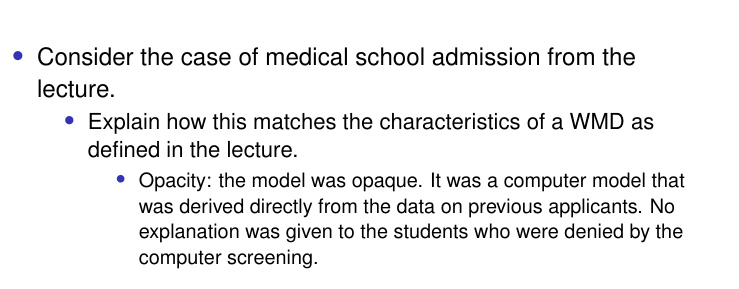 Consider the case of medical school admission from the
lecture.
Explain how this matches the characteristics of a WMD as
defined in the lecture.
Opacity: the model was opaque. It was a computer model that
was derived directly from the data on previous applicants. No
explanation was given to the students who were denied by the
computer screening.